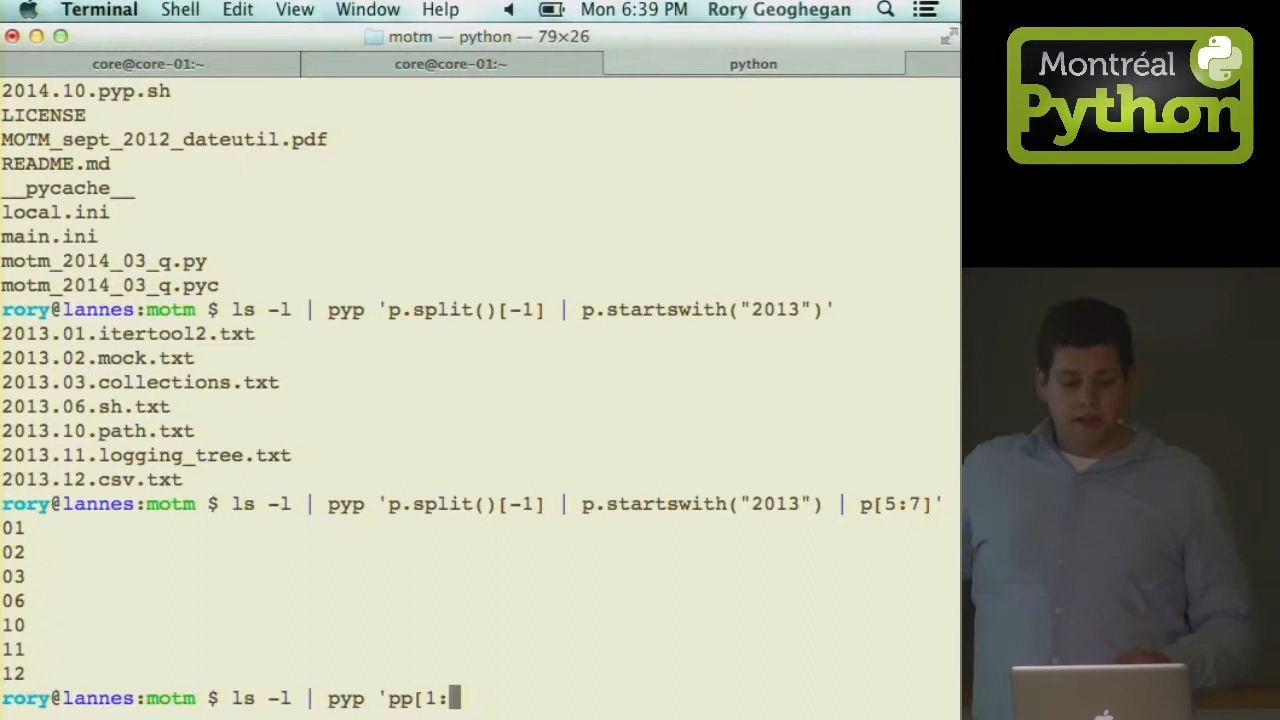 Terminal Shell Edit View Window Help Mon 6:39 PM Rory Geoghegan
motm — python — 79×26
core@core-01:~ core@core-01:~ python
2014.10.pyp.sh
LICENSE
MOTM_sept_2012_dateutil.pdf
README.md
__pycache__
local.ini
main.ini
motm_2014_03_q.py
motm_2014_03_q.pyc
rory@lannes:motm $ ls -l | pyp 'p.split()[-1] | p.startswith("2013")'
2013.01.itertool2.txt
2013.02.mock.txt
2013.03.collections.txt
2013.06.sh.txt
2013.10.path.txt
2013.11.logging_tree.txt
2013.12.csv.txt
rory@lannes:motm $ ls -l | pyp 'p.split()[-1] | p.startswith("2013") | p[5:7]'
01
02
03
06
10
11
12
rory@lannes:motm $ ls -l | pyp 'pp[1:
Montréal
Python